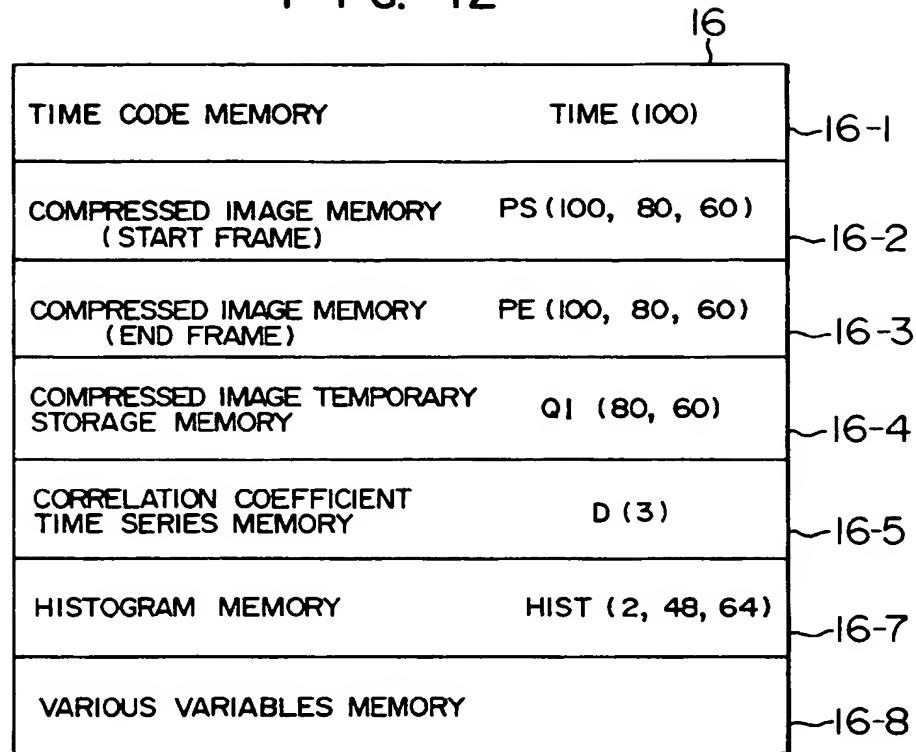 FIG. 12
16
TIME CODE MEMORY TIME (100)
16-1
COMPRESSED IMAGE MEMORY PS (100, 80, 60)
(START FRAME)
16-2
COMPRESSED IMAGE MEMORY PE (100, 80, 60)
(END FRAME)
16-3
COMPRESSED IMAGE TEMPORARY
STORAGE MEMORY Q1 (80, 60)
16-4
CORRELATION COEFFICIENT
TIME SERIES MEMORY D (3)
16-5
HISTOGRAM MEMORY HIST (2, 48, 64)
16-7
VARIOUS VARIABLES MEMORY
16-8